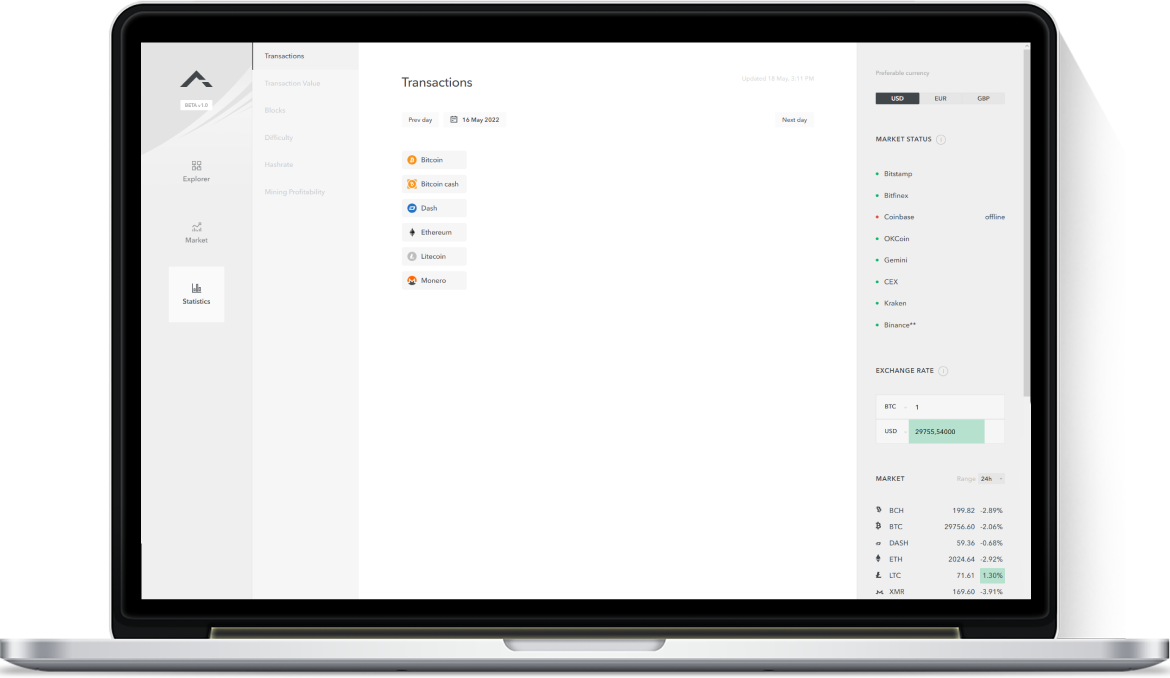 BETA v 1.0
Explorer
Market
Statistics
Transactions
Transaction Value
Blocks
Difficulty
Hashrate
Mining Profitability
Transactions
Updated 18 May, 3:11 PM
Prev day
16 May 2022
Next day
Bitcoin
Bitcoin cash
Dash
Ethereum
Litecoin
Monero
Preferable currency
USD EUR GBP
MARKET STATUS i
Bitstamp
Bitfinex
Coinbase offline
OKCoin
Gemini
CEX
Kraken
Binance**
EXCHANGE RATE i
BTC 1
USD 29755,54000
MARKET Range 24h
BCH 199.82 -2.89%
BTC 29756.60 -2.06%
DASH 59.36 -0.68%
ETH 2024.64 -2.92%
LTC 71.61 1.30%
XMR 169.60 -3.91%